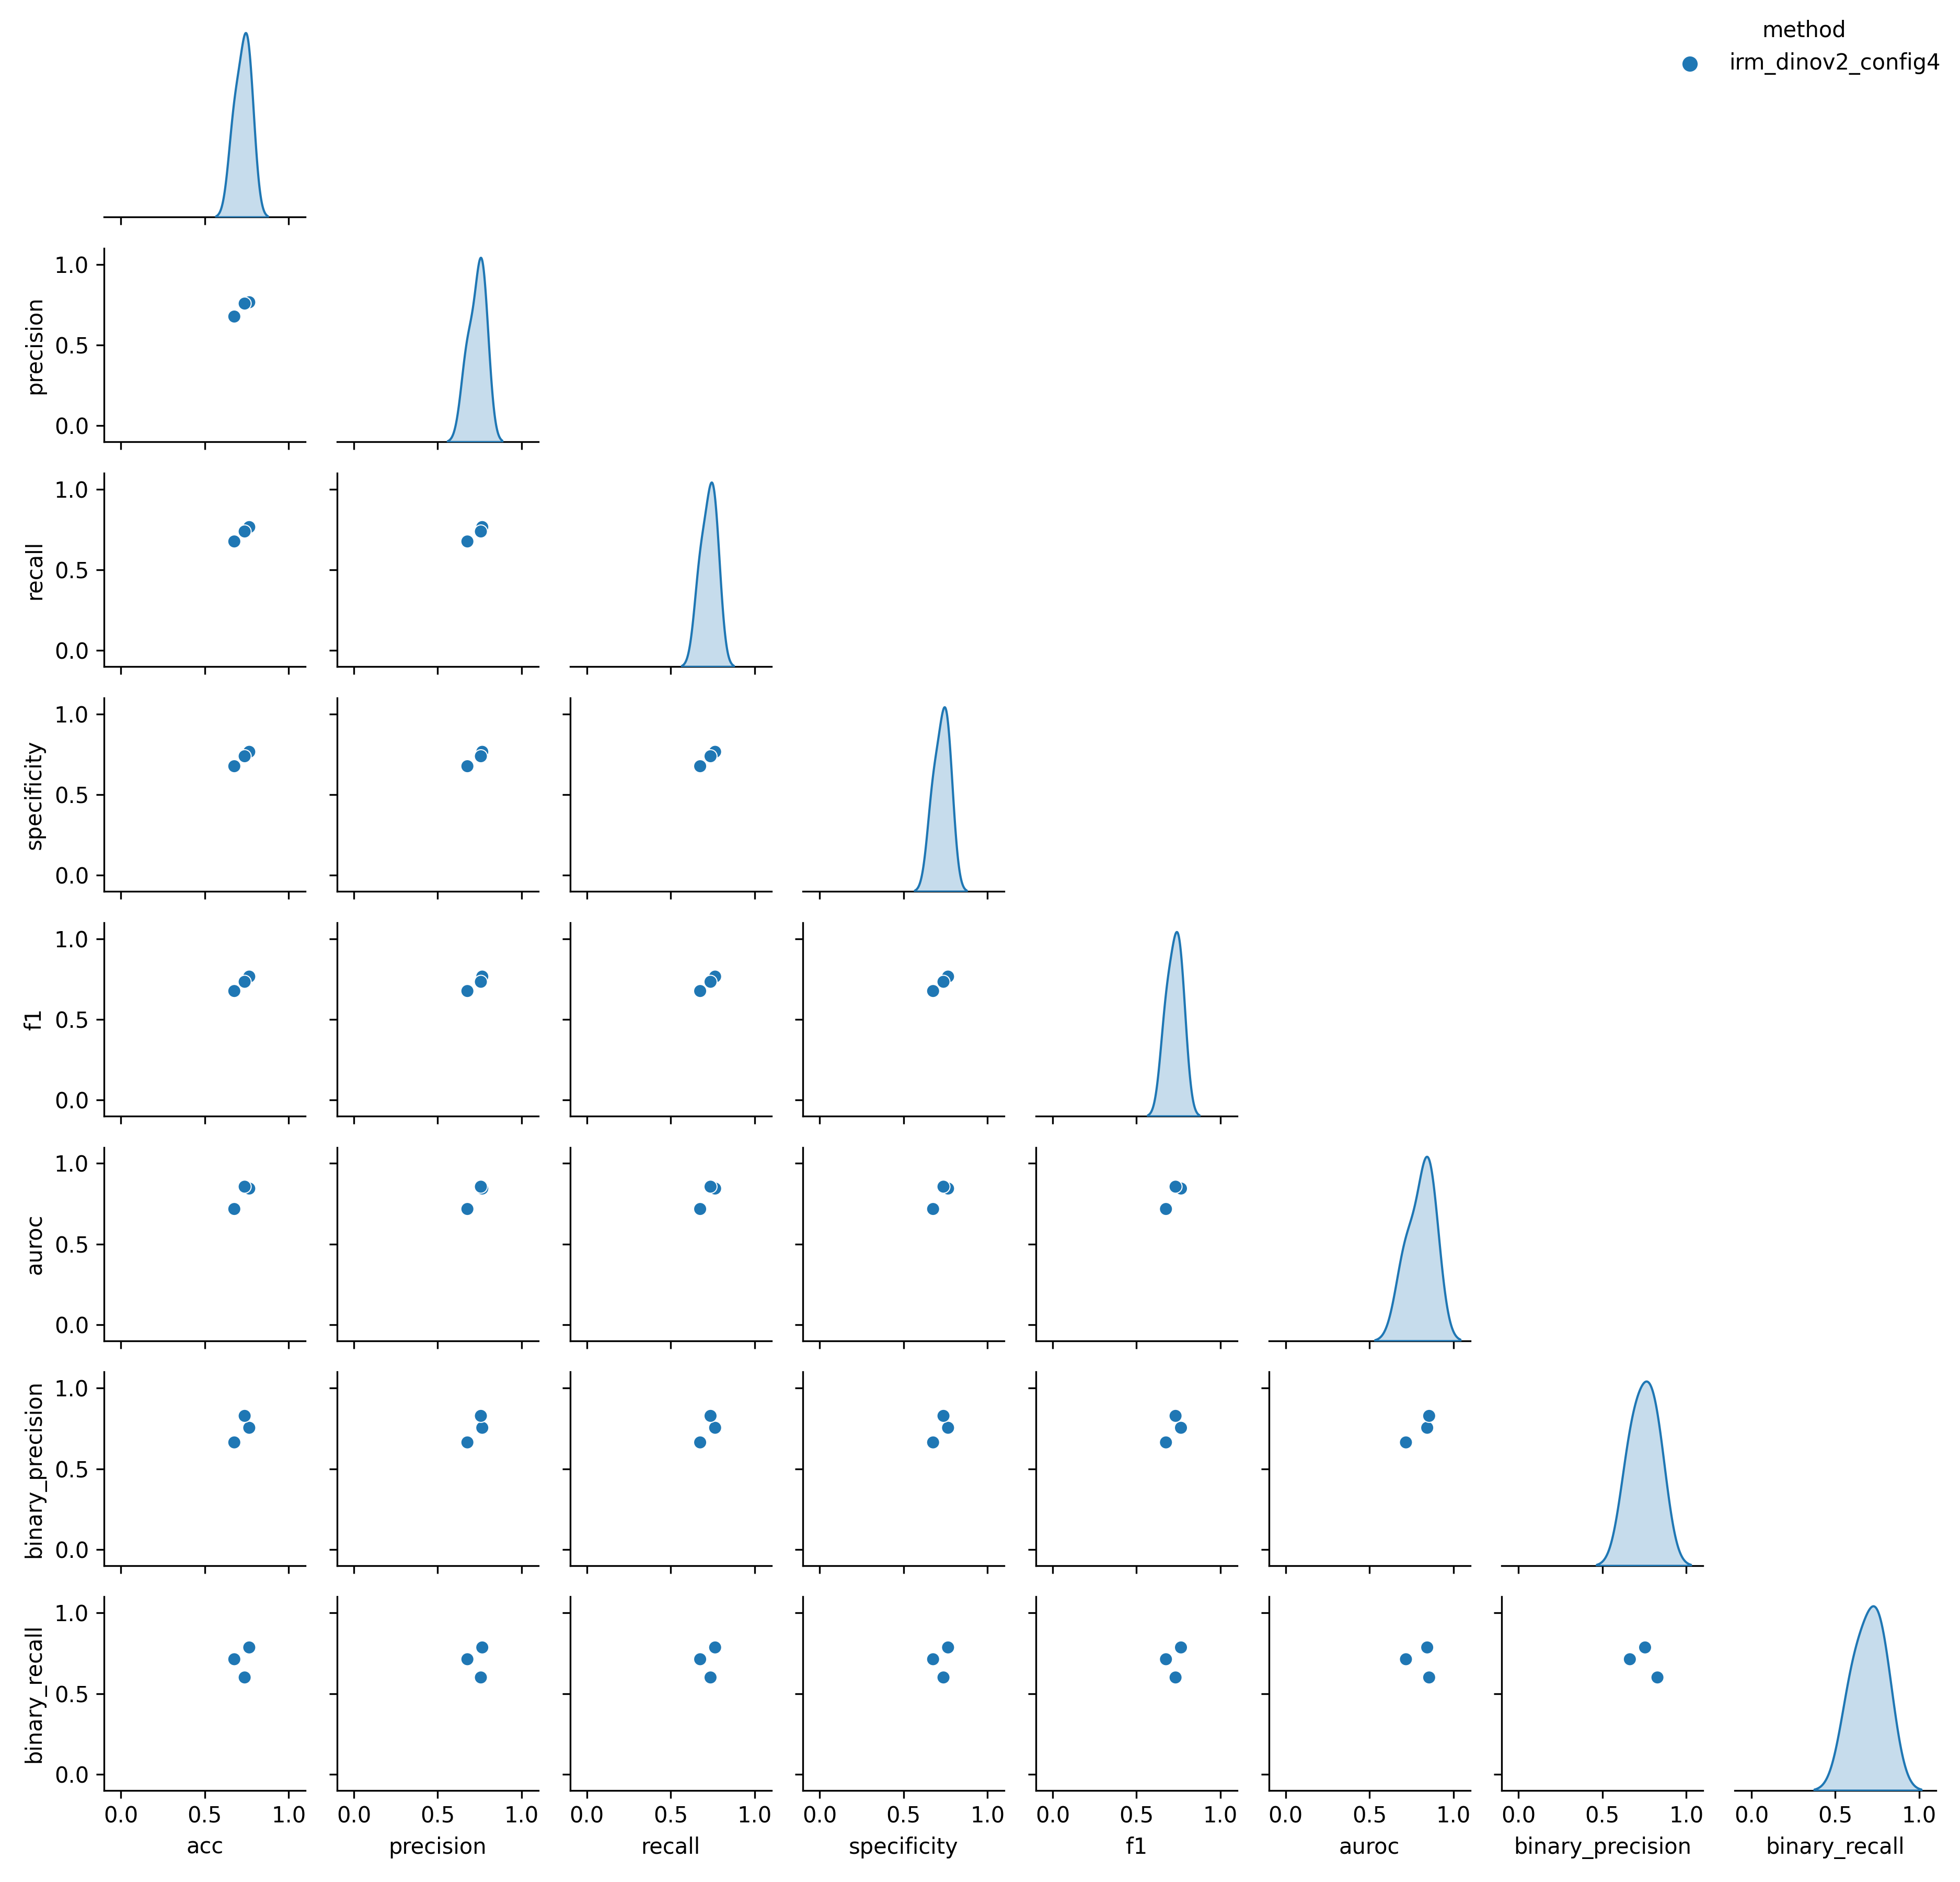 method
irm_dinov2_config4
precision
1.0
0.5
0.0
recall
1.0
0.5
0.0
specificity
1.0
0.5
0.0
f1
1.0
0.5
0.0
auroc
1.0
0.5
0.0
binary_precision
1.0
0.5
0.0
binary_recall
1.0
0.5
0.0
0.0 0.5 1.0 0.0 0.5 1.0 0.0 0.5 1.0 0.0 0.5 1.0 0.0 0.5 1.0 0.0 0.5 1.0 0.0 0.5 1.0 0.0 0.5 1.0
acc precision recall specificity f1 auroc binary_precision binary_recall